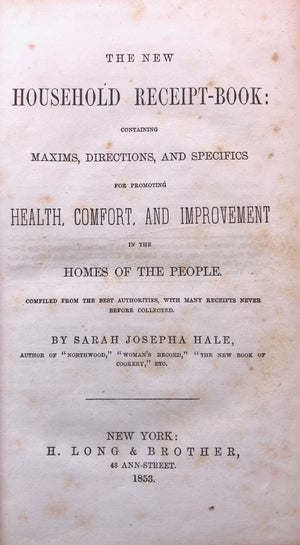 THE NEW
HOUSEHOLD RECEIPT-BOOK:
CONTAINING
MAXIMS, DIRECTIONS, AND SPECIFICS
FOR PROMOTING
HEALTH, COMFORT, AND IMPROVEMENT
IN THE
HOMES OF THE PEOPLE.
COMPILED FROM THE BEST AUTHORITIES, WITH MANY RECEIPTS NEVER
BEFORE COLLECTED.
BY SARAH JOSEPHA HALE,
AUTHOR OF "NORTHWOOD," "WOMAN'S RECORD," "THE NEW BOOK OF
COOKERY," ETC.
NEW YORK:
H. LONG & BROTHER,
43 ANN-STREET.
1853.